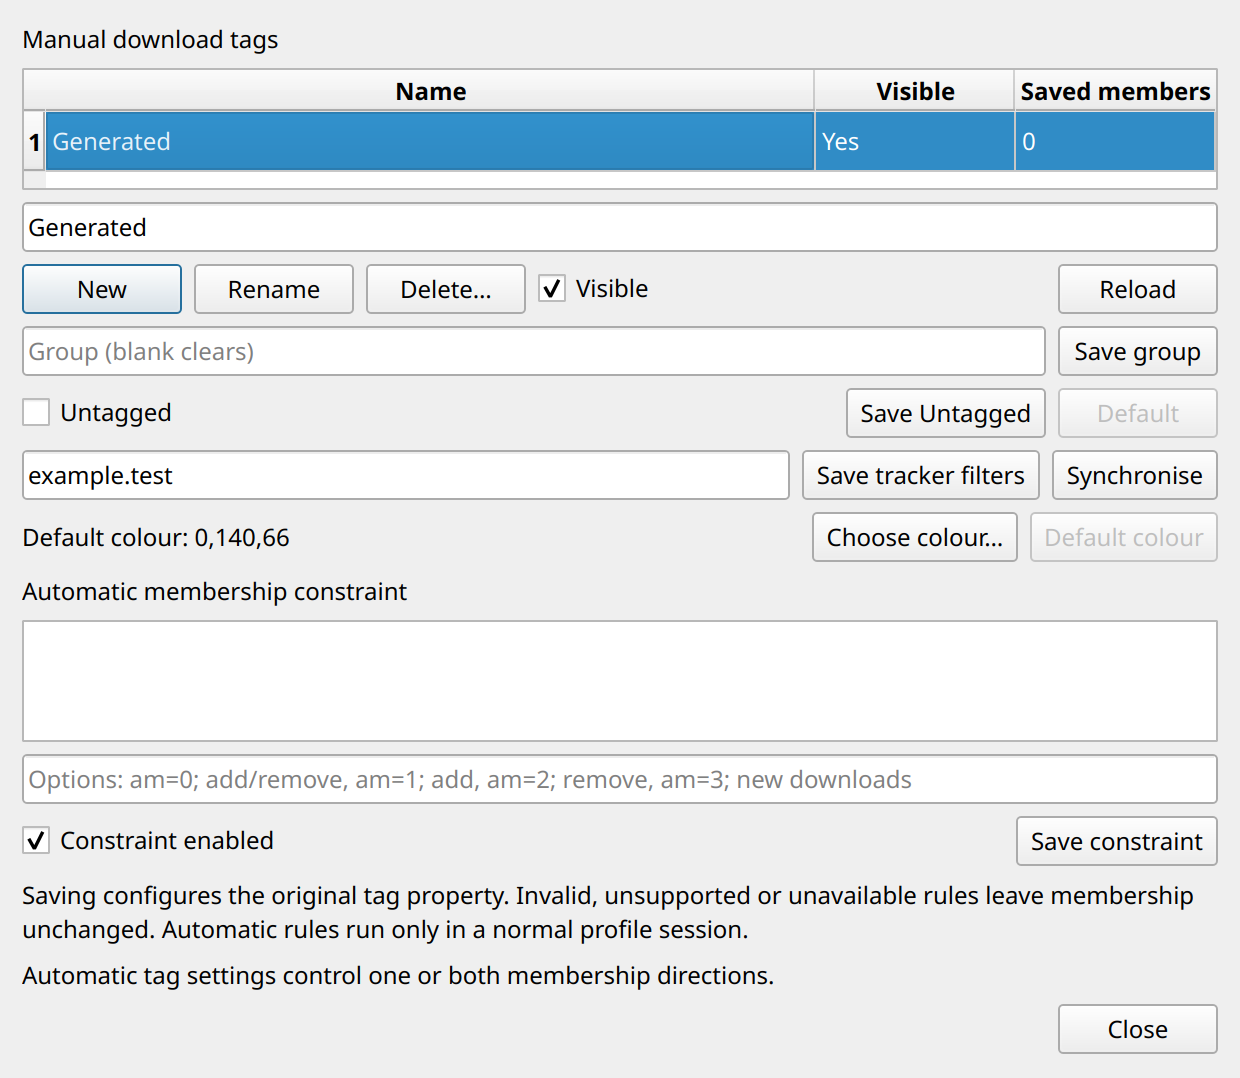 Manual download tags
Name Visible Saved members
1 Generated Yes 0
Generated
New Rename Delete... Visible Reload
Group (blank clears) Save group
Untagged Save Untagged Default
example.test Save tracker filters Synchronise
Default colour: 0,140,66 Choose colour... Default colour
Automatic membership constraint
Options: am=0; add/remove, am=1; add, am=2; remove, am=3; new downloads
Constraint enabled Save constraint
Saving configures the original tag property. Invalid, unsupported or unavailable rules leave membership
unchanged. Automatic rules run only in a normal profile session.
Automatic tag settings control one or both membership directions.
Close